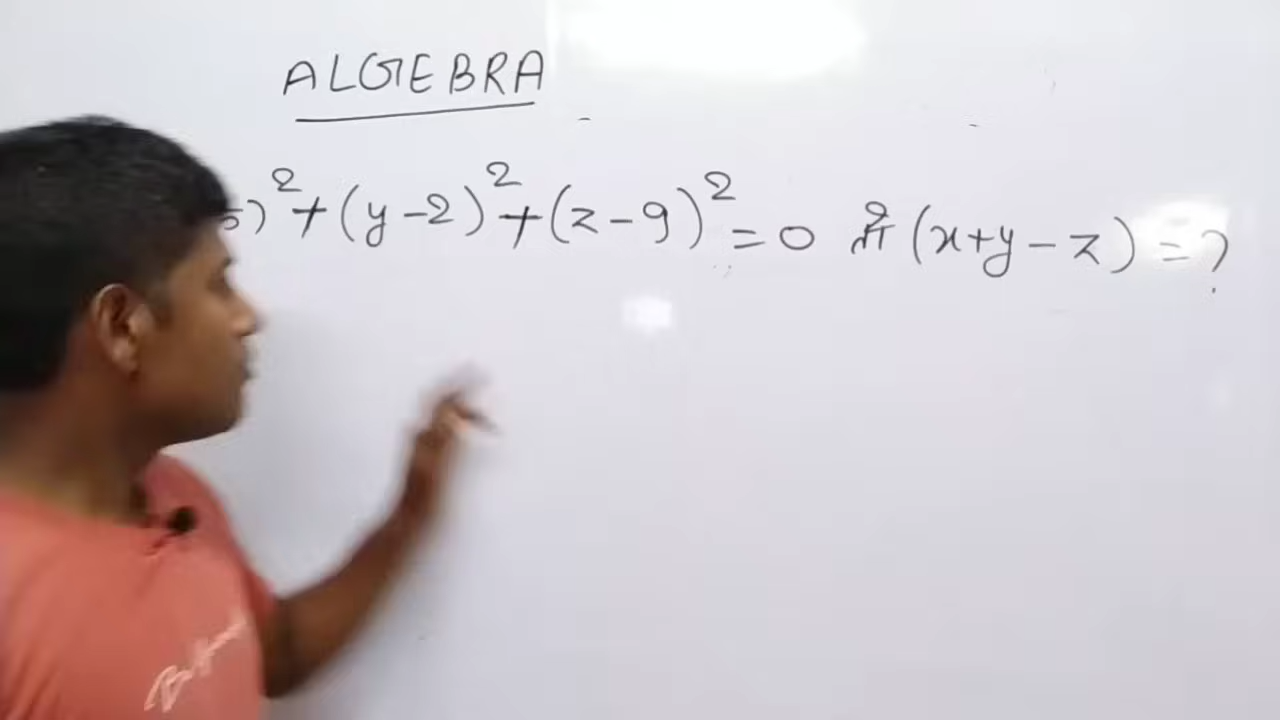 ALGEBRA
)² + (y - 2)² + (z - 9)² = 0 तो (x + y - z) = ?